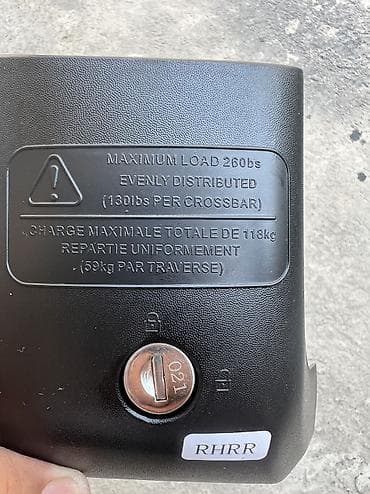 MAXIMUM LOAD 260bs
EVENLY DISTRIBUTED
(130lbs PER CROSSBAR)
CHARGE MAXIMALE TOTALE DE 118kg
REPARTIE UNIFORMEMENT
(59kg PAR TRAVERSE)
021
RHRR